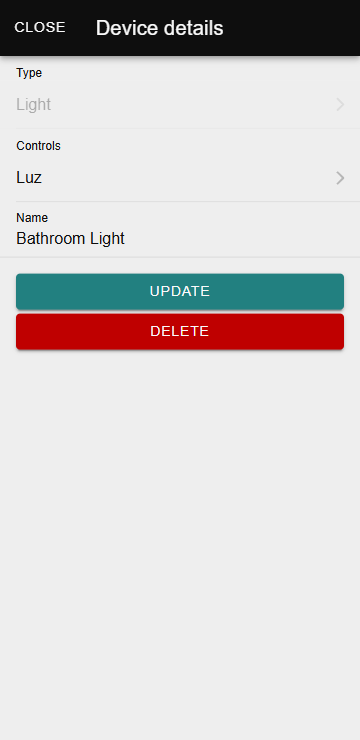 CLOSE Device details
Type
Light
Controls
Luz
Name
Bathroom Light
UPDATE
DELETE